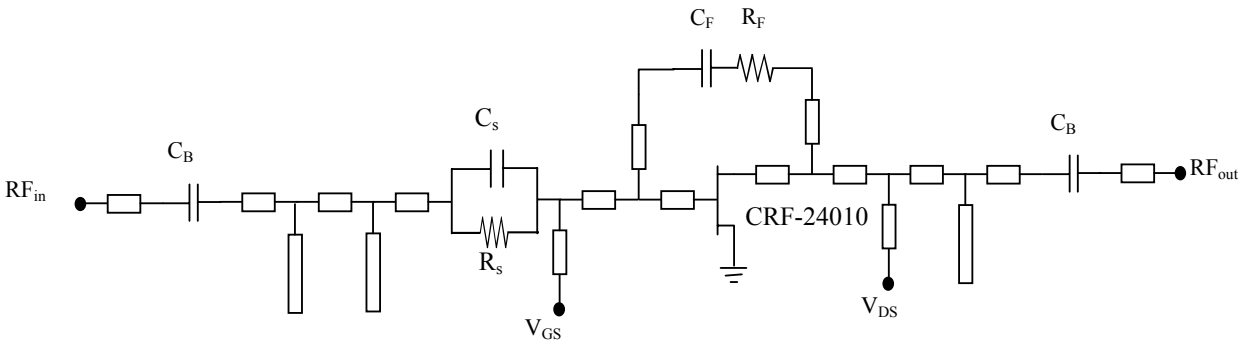 C_F
R_F
C_s
C_B
C_B
RF_in
RF_out
CRF-24010
R_s
V_DS
V_GS